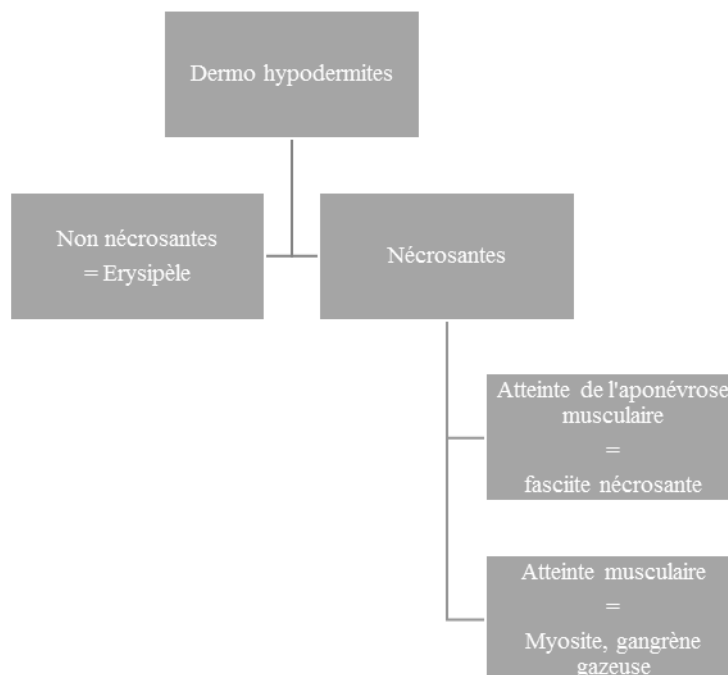 Dermo hypodermites
Non nécrosantes
= Erysipèle
Nécrosantes
Atteinte de l'aponévrose
musculaire
=
fasciite nécrosante
Atteinte musculaire
=
Myosite, gangrène
gazeuse